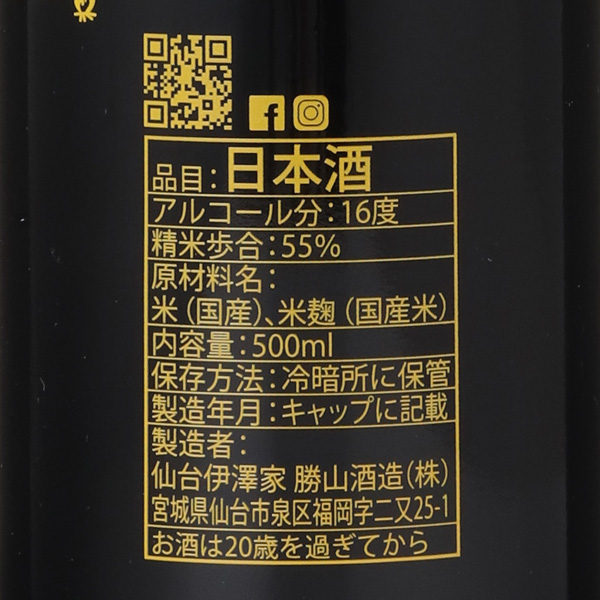 品目:日本酒
アルコール分:16度
精米歩合:55%
原材料名:
米(国産)、米麹(国産米)
内容量:500ml
保存方法:冷暗所に保管
製造年月:キャップに記載
製造者:
仙台伊澤家 勝山酒造(株)
宮城県仙台市泉区福岡字二又25-1
お酒は20歳を過ぎてから